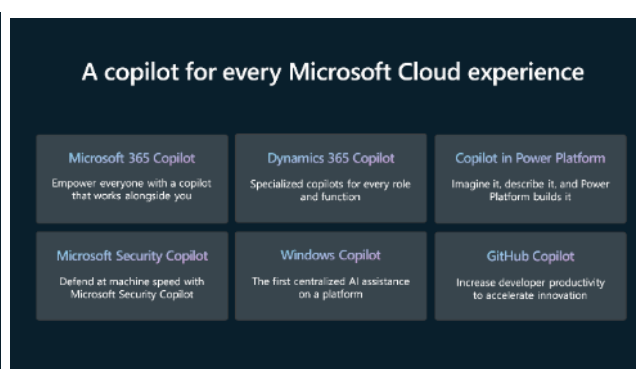 A copilot for every Microsoft Cloud experience
Microsoft 365 Copilot
Empower everyone with a copilot
that works alongside you
Dynamics 365 Copilot
Specialized copilots for every role
and function
Copilot in Power Platform
Imagine it, describe it, and Power
Platform builds it
Microsoft Security Copilot
Defend at machine speed with
Microsoft Security Copilot
Windows Copilot
The first centralized AI assistance
on a platform
GitHub Copilot
Increase developer productivity
to accelerate innovation